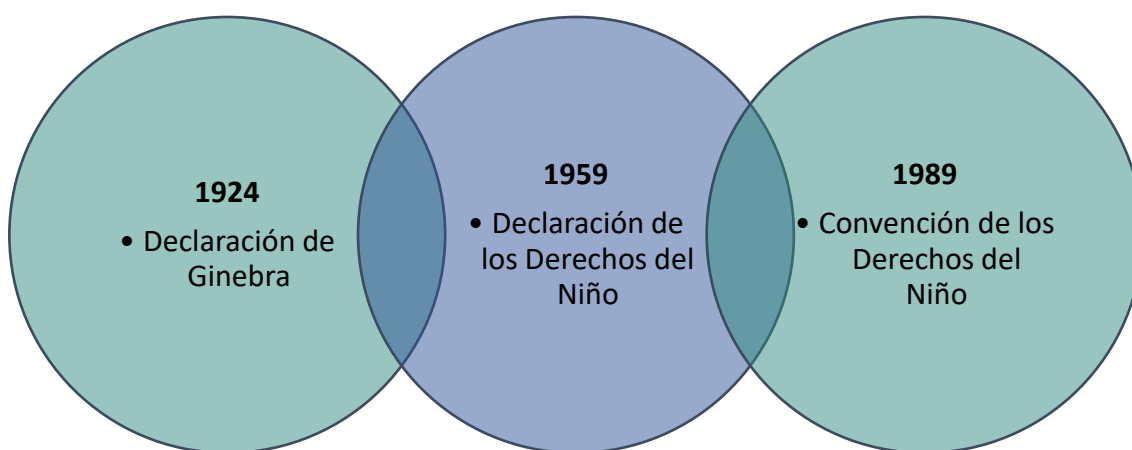 1924
• Declaración de
Ginebra
1959
• Declaración de
los Derechos del
Niño
1989
• Convención de los
Derechos del
Niño